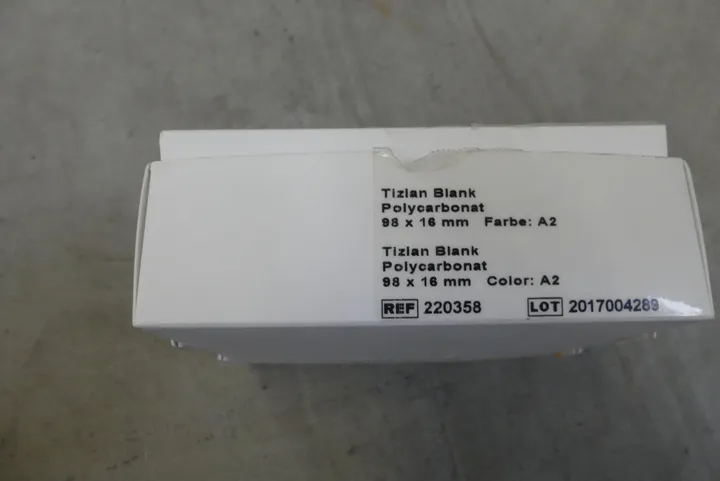 Tizian Blank
Polycarbonat
98 x 16 mm Farbe: A2
Tizian Blank
Polycarbonat
98 x 16 mm Color: A2
REF 220358 LOT 2017004289